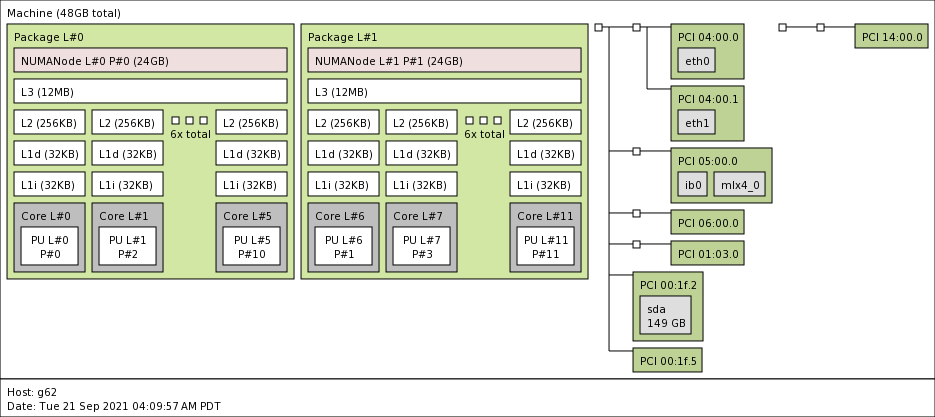 Machine (48GB total)
Package L#0
NUMANode L#0 P#0 (24GB)
L3 (12MB)
L2 (256KB)
L2 (256KB)
6x total
L2 (256KB)
L1d (32KB)
L1d (32KB)
L1d (32KB)
L1i (32KB)
L1i (32KB)
L1i (32KB)
Core L#0
PU L#0
P#0
Core L#1
PU L#1
P#2
Core L#5
PU L#5
P#10
Package L#1
NUMANode L#1 P#1 (24GB)
L3 (12MB)
L2 (256KB)
L2 (256KB)
6x total
L2 (256KB)
L1d (32KB)
L1d (32KB)
L1d (32KB)
L1i (32KB)
L1i (32KB)
L1i (32KB)
Core L#6
PU L#6
P#1
Core L#7
PU L#7
P#3
Core L#11
PU L#11
P#11
PCI 04:00.0
eth0
PCI 04:00.1
eth1
PCI 05:00.0
ib0
mlx4_0
PCI 06:00.0
PCI 01:03.0
PCI 00:1f.2
sda
149 GB
PCI 00:1f.5
PCI 14:00.0
Host: g62
Date: Tue 21 Sep 2021 04:09:57 AM PDT